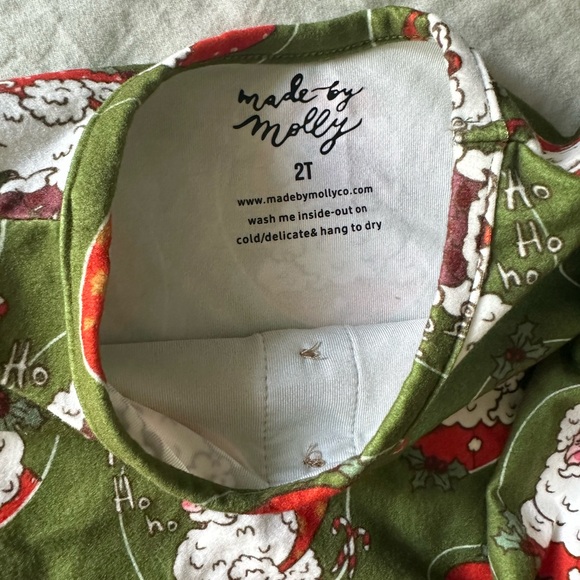 made-by
molly
2T
www.madebymollyco.com
wash me inside-out on
cold/delicate& hang to dry
Ho
Ho
ho
Ho
Ho
Ho
no